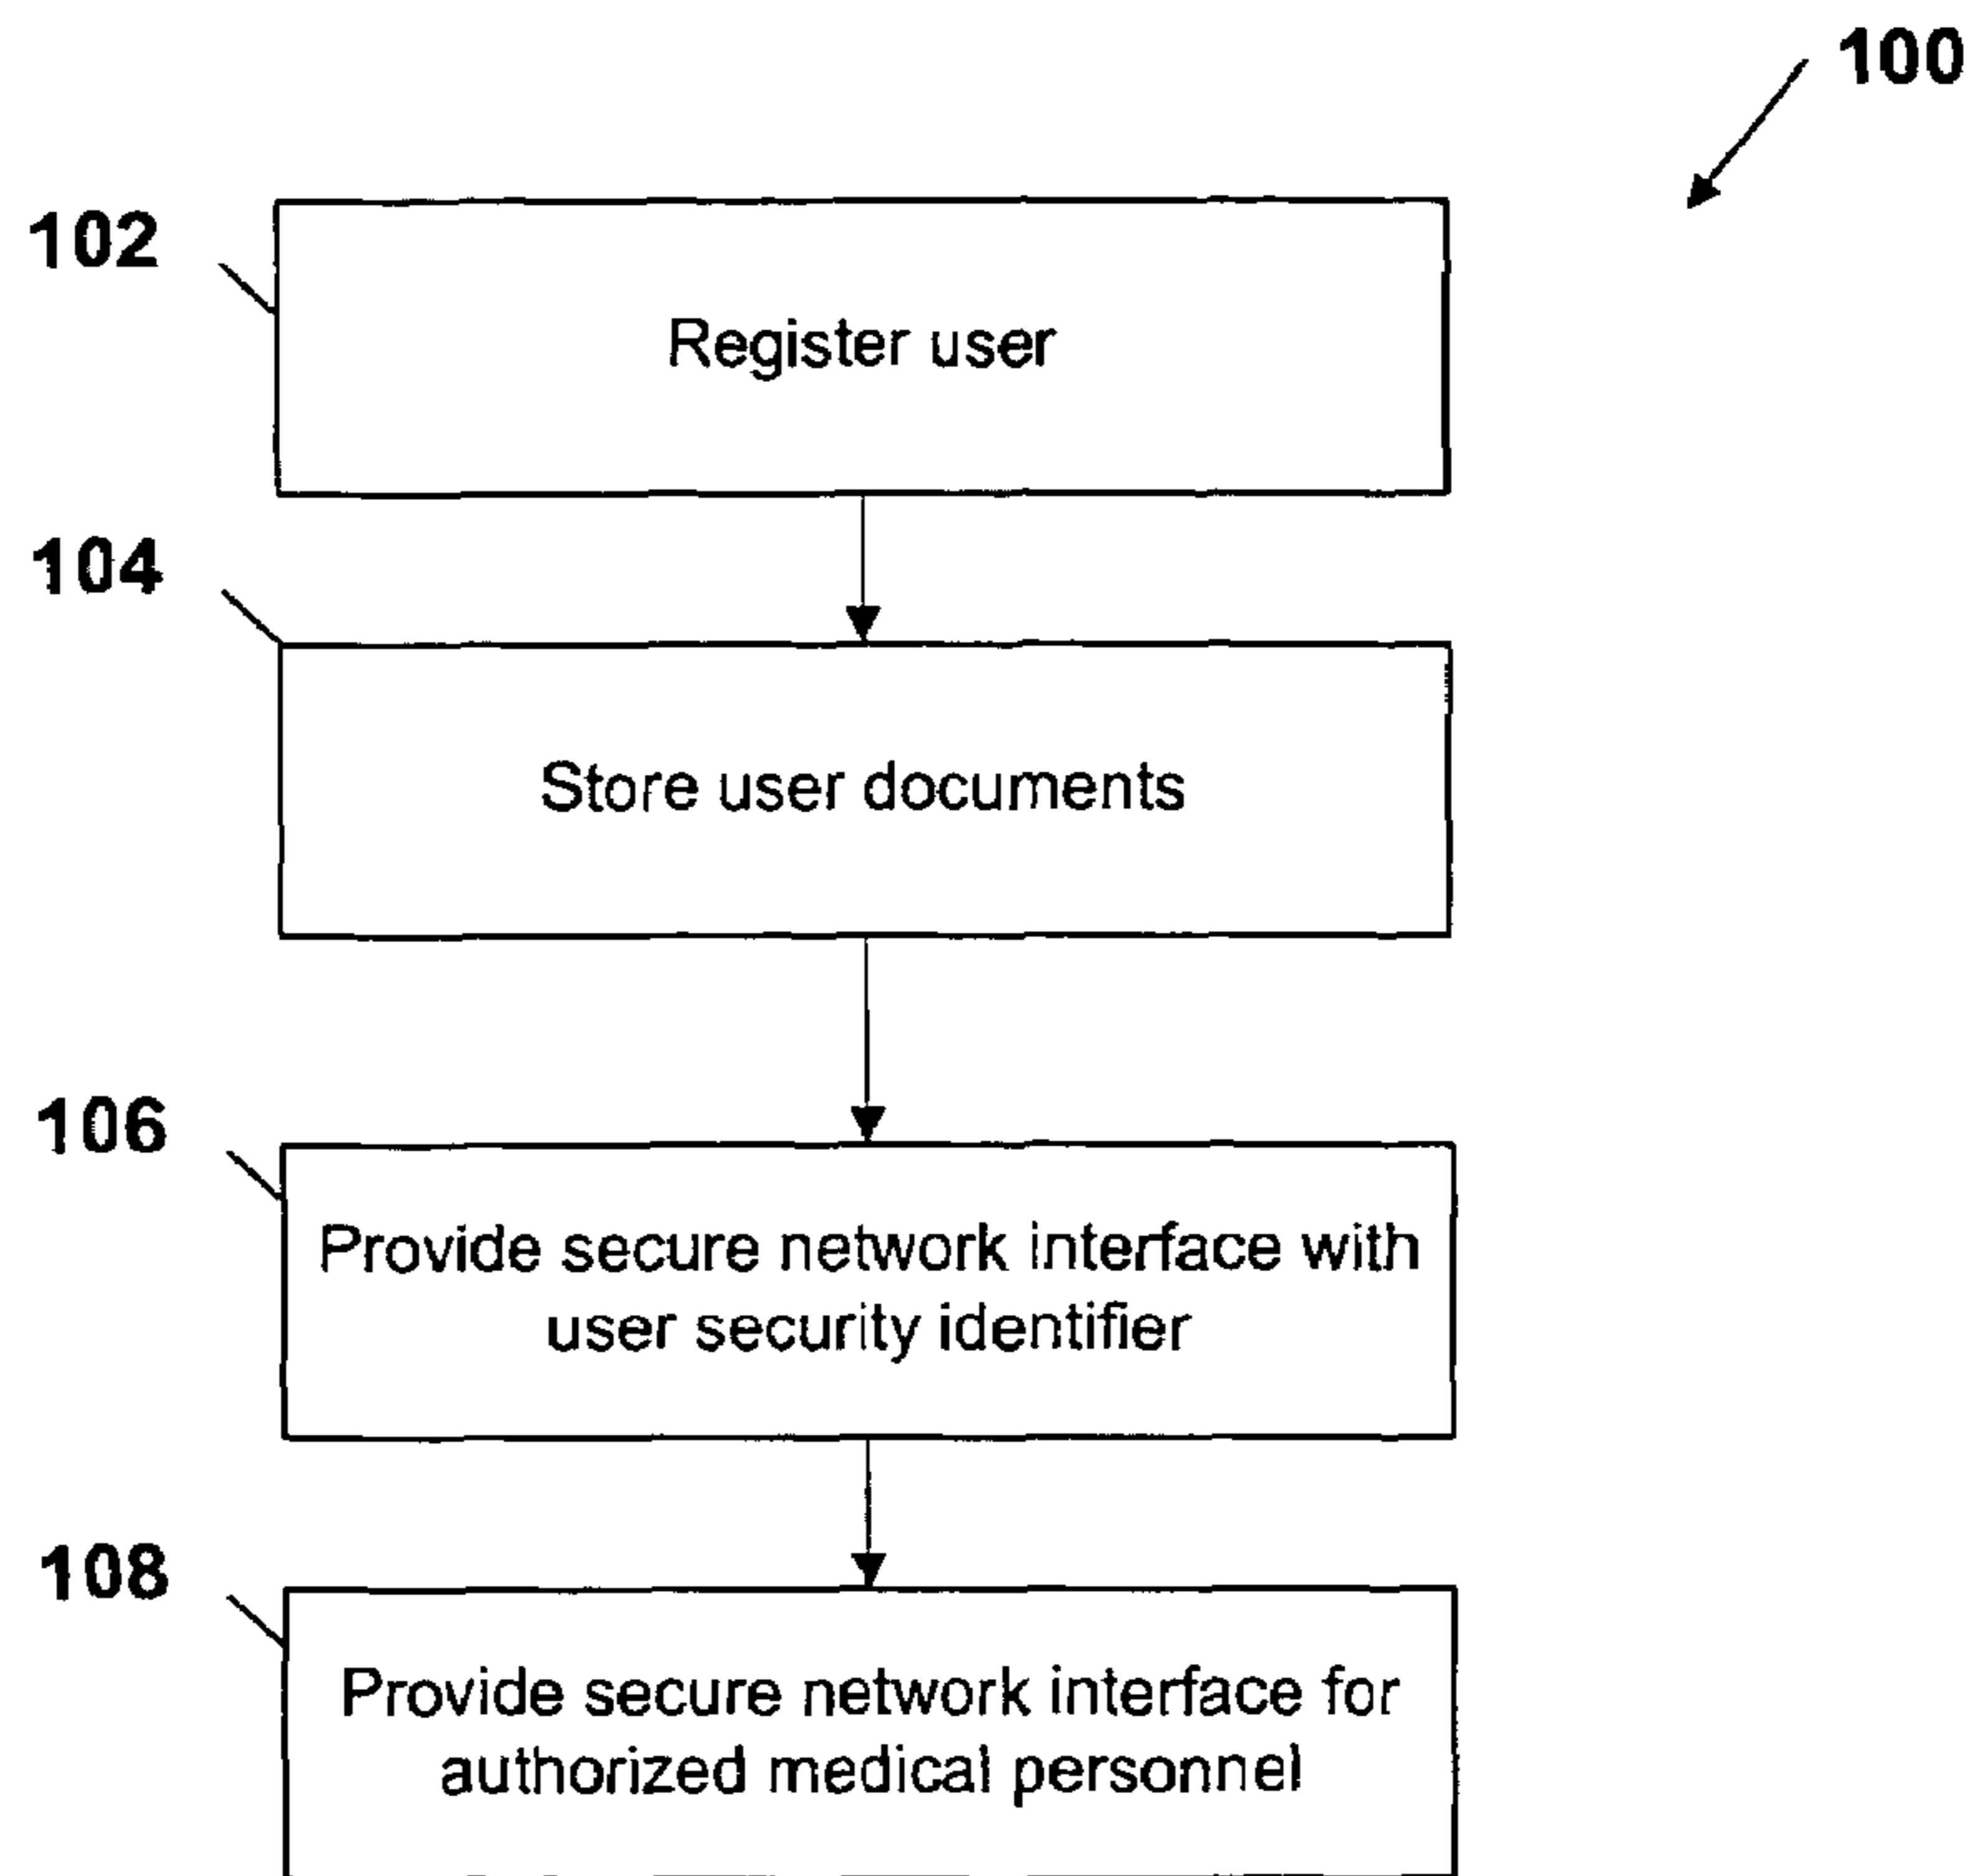 100
102
Register user
104
Store user documents
106
Provide secure network interface with
user security identifier
108
Provide secure network interface for
authorized medical personnel